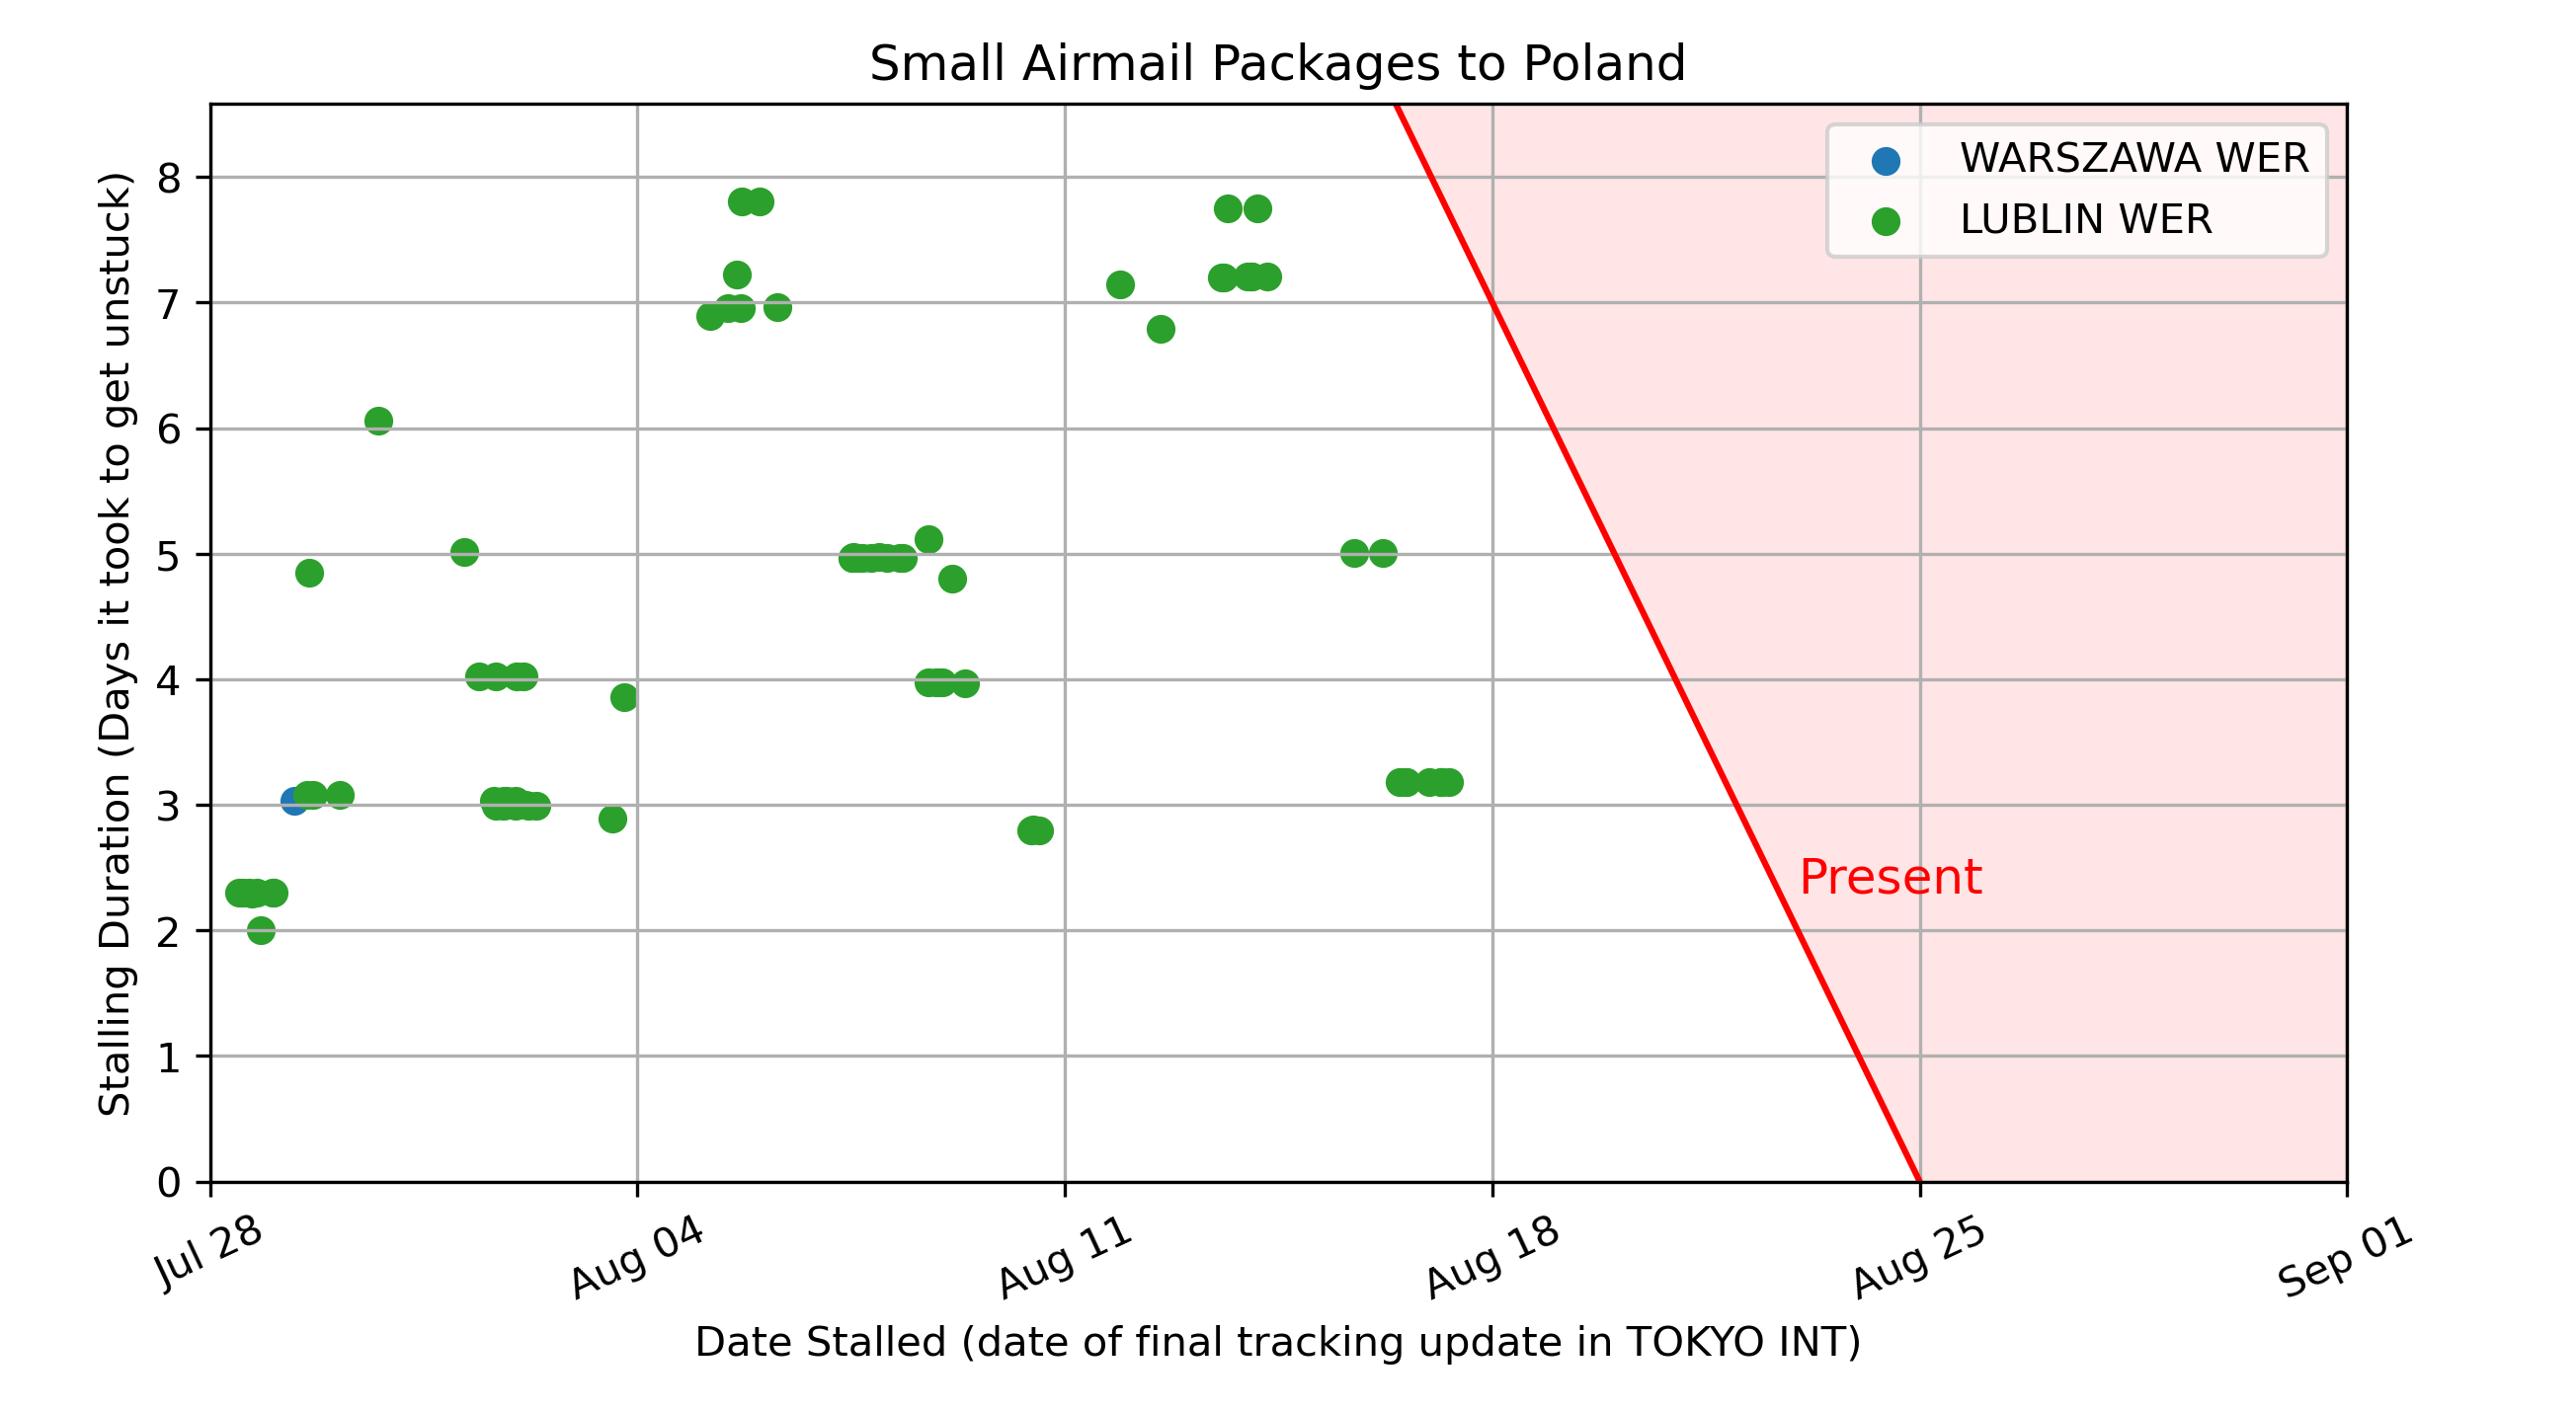 Small Airmail Packages to Poland
Stalling Duration (Days it took to get unstuck)
8
7
6
5
4
3
2
1
0
WARSZAWA WER
LUBLIN WER
Present
Jul 28
Aug 04
Aug 11
Aug 18
Aug 25
Sep 01
Date Stalled (date of final tracking update in TOKYO INT)